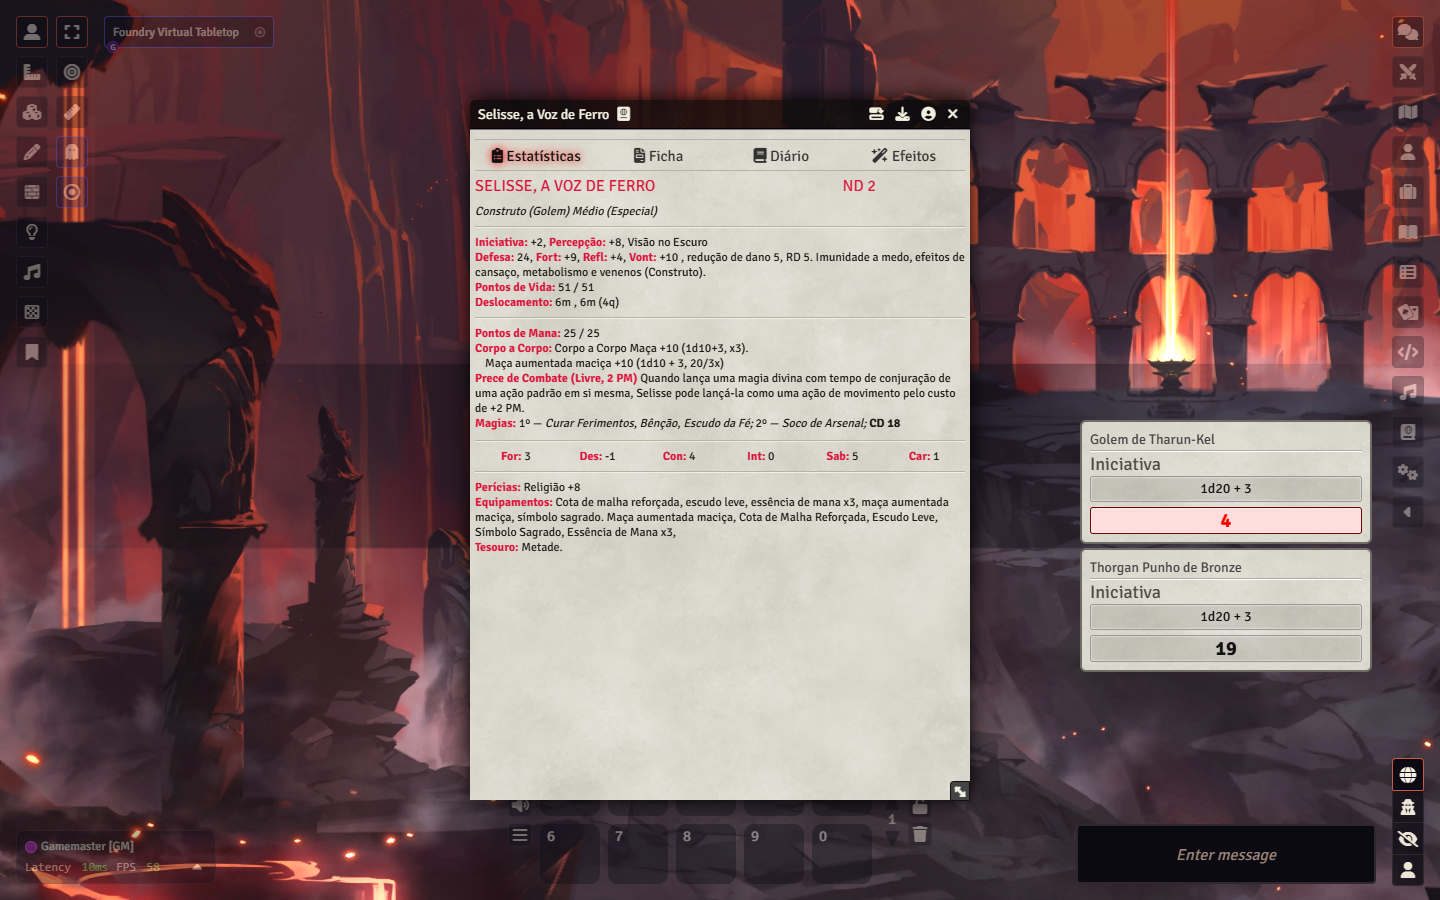 Foundry Virtual Tabletop
G
Selisse, a Voz de Ferro
Estatísticas
Ficha
Diário
Efeitos
SELISSE, A VOZ DE FERRO
ND 2
Construto (Golem) Médio (Especial)
Iniciativa: +2, Percepção: +8, Visão no Escuro
Defesa: 24, Fort: +9, Refl: +4, Vont: +10 , redução de dano 5, RD 5. Imunidade a medo, efeitos de
cansaço, metabolismo e venenos (Construto).
Pontos de Vida: 51 / 51
Deslocamento: 6m , 6m (4q)
Pontos de Mana: 25 / 25
Corpo a Corpo: Corpo a Corpo Maça +10 (1d10+3, x3).
Maça aumentada maciça +10 (1d10 + 3, 20/3x)
Prece de Combate (Livre, 2 PM) Quando lança uma magia divina com tempo de conjuração de
uma ação padrão em si mesma, Selisse pode lançá-la como uma ação de movimento pelo custo
de +2 PM.
Magias: 1º — Curar Ferimentos, Bênção, Escudo da Fé; 2º — Soco de Arsenal; CD 18
For: 3
Des: -1
Con: 4
Int: 0
Sab: 5
Car: 1
Perícias: Religião +8
Equipamentos: Cota de malha reforçada, escudo leve, essência de mana x3, maça aumentada
maciça, símbolo sagrado. Maça aumentada maciça, Cota de Malha Reforçada, Escudo Leve,
Símbolo Sagrado, Essência de Mana x3,
Tesouro: Metade.
Golem de Tharun-Kel
Iniciativa
1d20 + 3
4
Thorgan Punho de Bronze
Iniciativa
1d20 + 3
19
1
6
7
8
9
0
Gamemaster [GM]
Latency 10ms FPS 58
Enter message